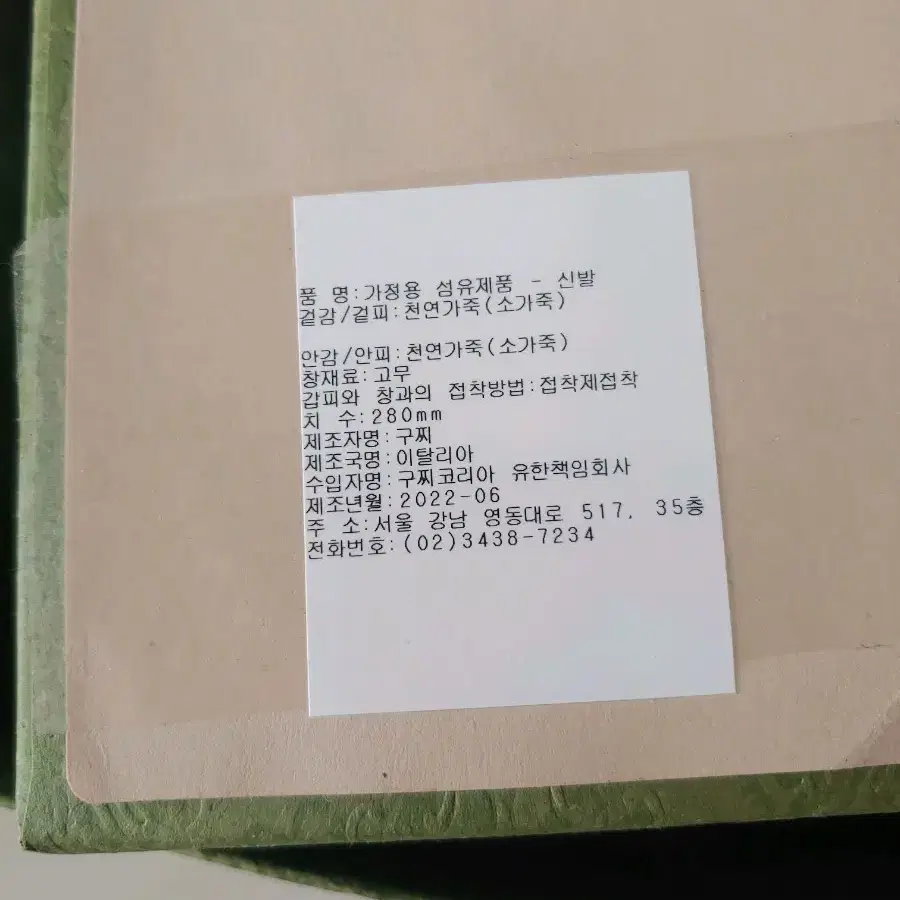 품 명:가정용 섬유제품 - 신발
겉감/겉피:천연가죽(소가죽)
안감/안피:천연가죽(소가죽)
창재료:고무
갑피와 창과의 접착방법:접착제접착
치 수:280mm
제조자명:구찌
제조국명:이탈리아
수입자명:구찌코리아 유한책임회사
제조년월:2022-06
주 소:서울 강남 영동대로 517, 35층
전화번호:(02)3438-7234